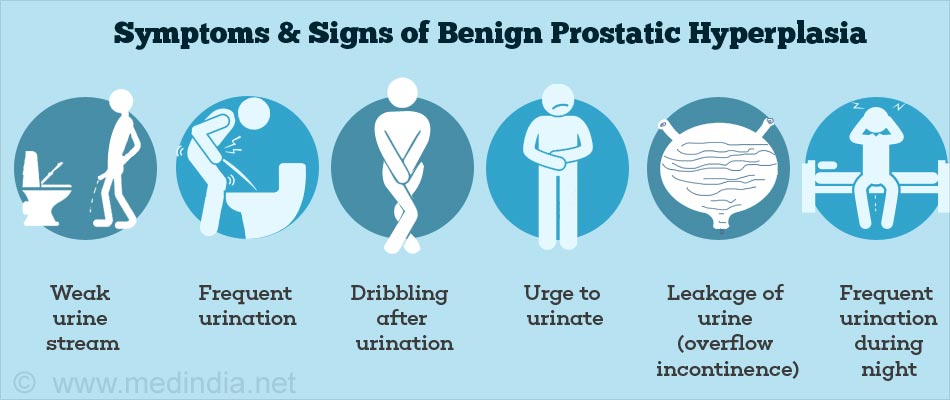 Symptoms & Signs of Benign Prostatic Hyperplasia
Weak
urine
stream
Frequent
urination
Dribbling
after
urination
Urge to
urinate
Leakage of
urine
(overflow
incontinence)
Frequent
urination
during
night
© www.medindia.net